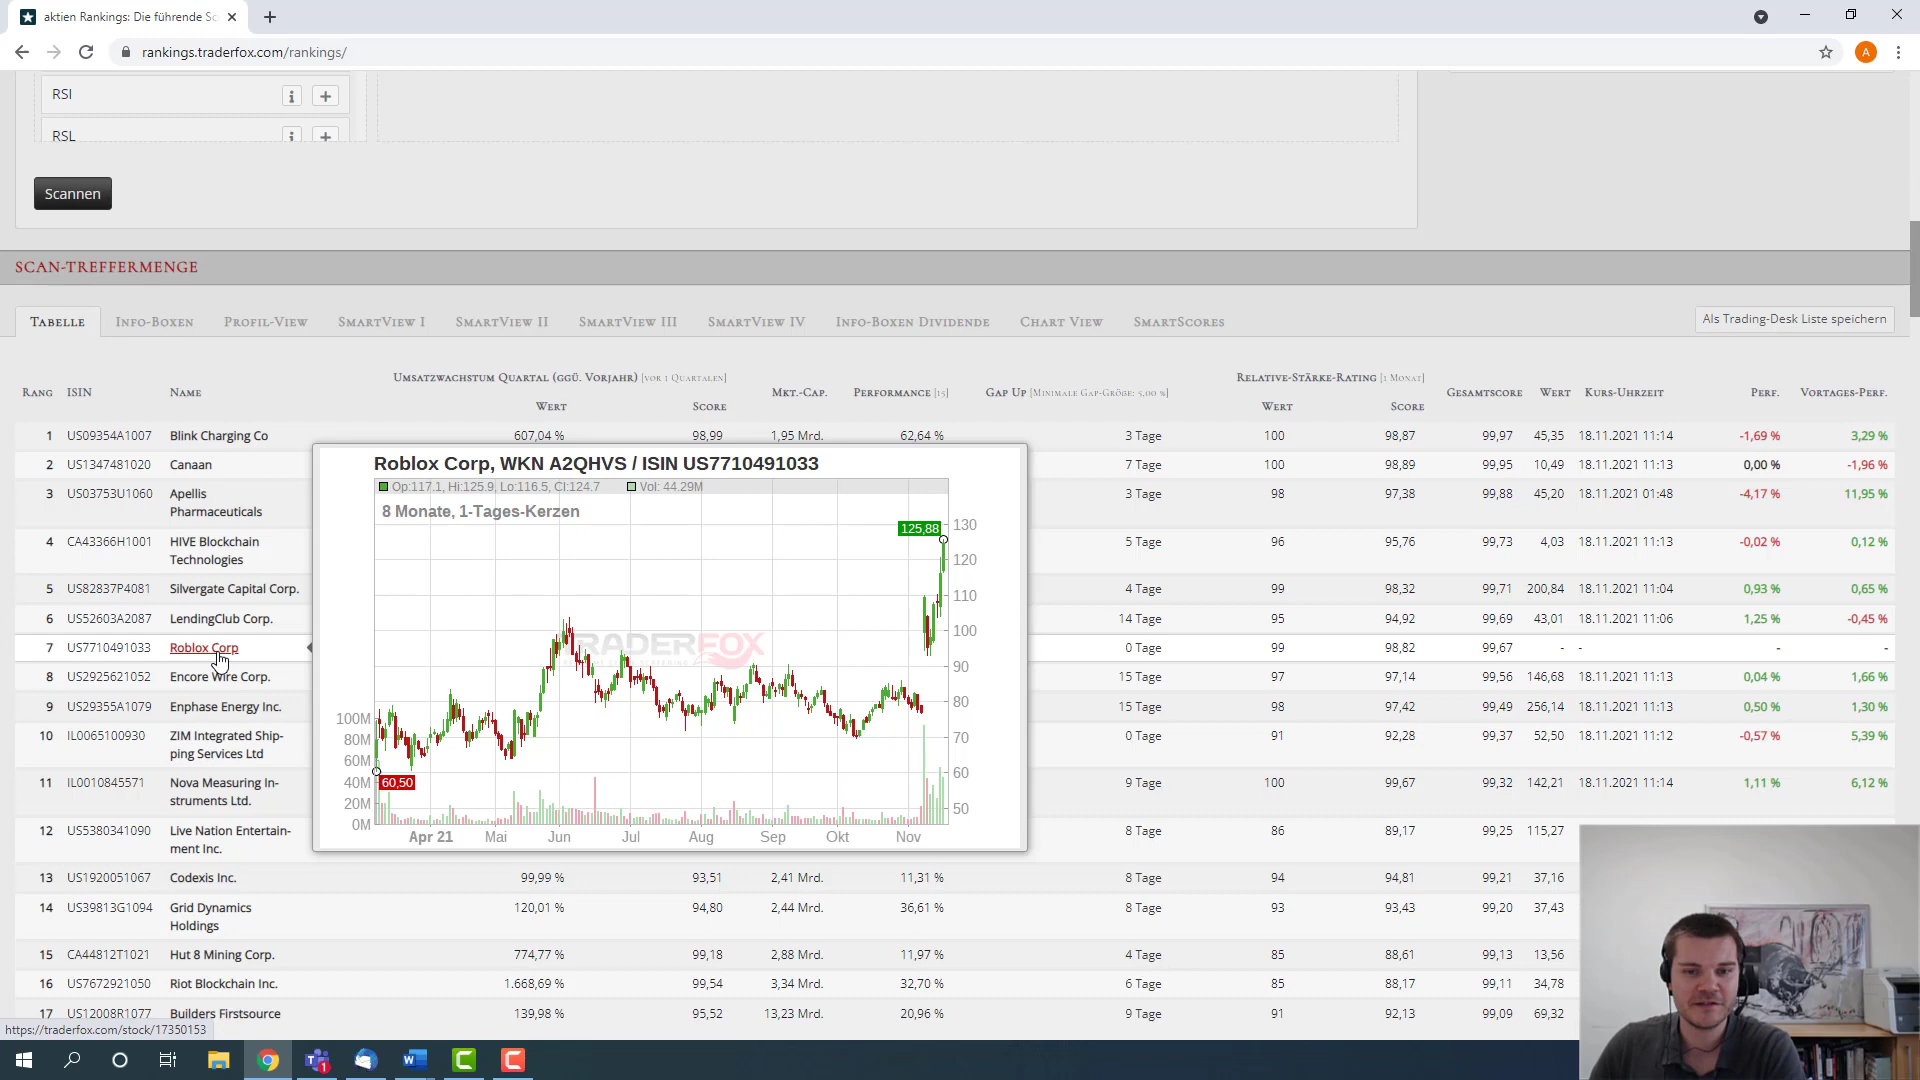 aktien Rankings: Die führende Sc
rankings.traderfox.com/rankings/
A
RSI
RSL
Scannen
SCAN-TREFFERMENGE
Tabelle Info-Boxen Profil-View SmartView I SmartView II SmartView III SmartView IV Info-Boxen Dividende Chart View SmartScores
Als Trading-Desk Liste speichern
Umsatzwachstum Quartal (ggü. Vorjahr) [vor 1 Quartalen] Relative-Stärke-Rating [1 Monat]
Rang ISIN Name Mkt.-Cap. Performance [15] Gap Up [Minimale Gap-Größe: 5,00 %] Gesamtscore Wert Kurs-Uhrzeit Perf. Vortages-Perf.
Wert Score Wert Score
1 US09354A1007 Blink Charging Co 607,04 % 98,99 1,95 Mrd. 62,64 % 3 Tage 100 98,87 99,97 45,35 18.11.2021 11:14 -1,69 % 3,29 %
2 US1347481020 Canaan 7 Tage 100 98,89 99,95 10,49 18.11.2021 11:13 0,00 % -1,96 %
3 US03753U1060 Apellis 3 Tage 98 97,38 99,88 45,20 18.11.2021 01:48 -4,17 % 11,95 %
Pharmaceuticals
4 CA43366H1001 HIVE Blockchain 5 Tage 96 95,76 99,73 4,03 18.11.2021 11:13 -0,02 % 0,12 %
Technologies
5 US82837P4081 Silvergate Capital Corp. 4 Tage 99 98,32 99,71 200,84 18.11.2021 11:04 0,93 % 0,65 %
6 US52603A2087 LendingClub Corp. 14 Tage 95 94,92 99,69 43,01 18.11.2021 11:06 1,25 % -0,45 %
7 US7710491033 Roblox Corp 0 Tage 99 98,82 99,67 - - - -
8 US2925621052 Encore Wire Corp. 15 Tage 97 97,14 99,56 146,68 18.11.2021 11:13 0,04 % 1,66 %
9 US29355A1079 Enphase Energy Inc. 15 Tage 98 97,42 99,49 256,14 18.11.2021 11:13 0,50 % 1,30 %
10 IL0065100930 ZIM Integrated Ship- 0 Tage 91 92,28 99,37 52,50 18.11.2021 11:12 -0,57 % 5,39 %
ping Services Ltd
11 IL0010845571 Nova Measuring In- 9 Tage 100 99,67 99,32 142,21 18.11.2021 11:14 1,11 % 6,12 %
struments Ltd.
12 US5380341090 Live Nation Entertain- 8 Tage 86 89,17 99,25 115,27
ment Inc.
13 US1920051067 Codexis Inc. 99,99 % 93,51 2,41 Mrd. 11,31 % 8 Tage 94 94,81 99,21 37,16
14 US39813G1094 Grid Dynamics 120,01 % 94,80 2,44 Mrd. 36,61 % 8 Tage 93 93,43 99,20 37,43
Holdings
15 CA44812T1021 Hut 8 Mining Corp. 774,77 % 99,18 2,88 Mrd. 11,97 % 4 Tage 85 88,61 99,13 13,56
16 US7672921050 Riot Blockchain Inc. 1.668,69 % 99,54 3,34 Mrd. 32,70 % 6 Tage 85 88,17 99,11 34,78
17 US12008R1077 Builders Firstsource 139,98 % 95,52 13,23 Mrd. 20,96 % 9 Tage 91 92,13 99,09 69,32
Roblox Corp, WKN A2QHVS / ISIN US7710491033
Op:117.1, Hi:125.9, Lo:116.5, Cl:124.7 Vol: 44.29M
8 Monate, 1-Tages-Kerzen
125,88
130
120
110
100
TRADERFOX
90
80
100M
70
80M
60M
60
60,50
40M
20M
50
0M
Apr 21 Mai Jun Jul Aug Sep Okt Nov
https://traderfox.com/stock/17350153
1